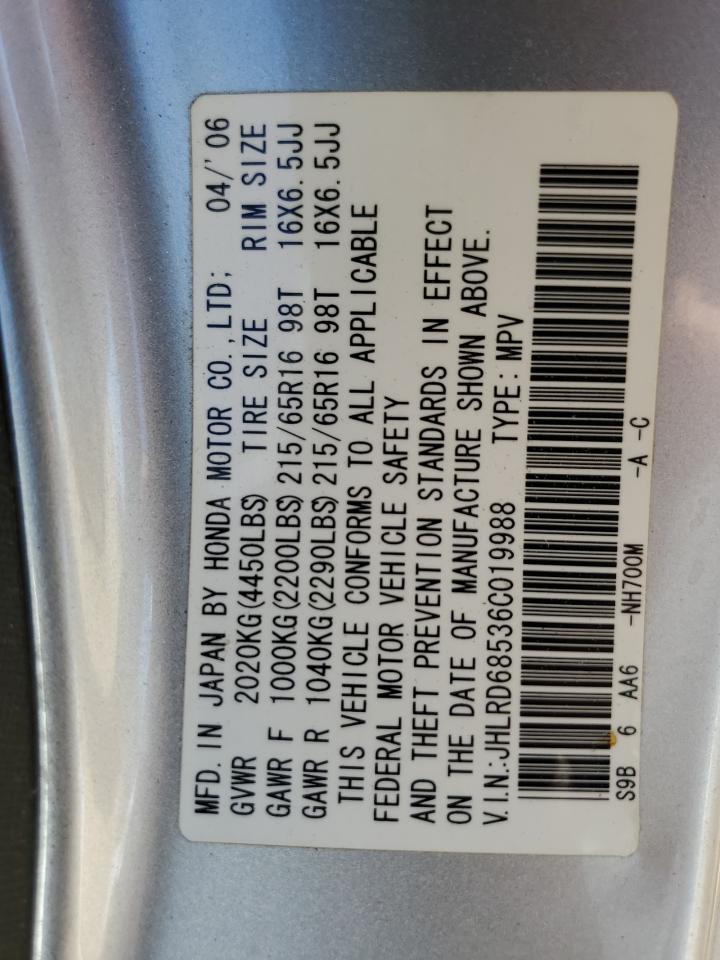 MFD. IN JAPAN BY HONDA MOTOR CO.,LTD; 04/'06
GVWR 2020KG(4450LBS) TIRE SIZE RIM SIZE
GAWR F 1000KG(2200LBS) 215/65R16 98T 16X6.5JJ
GAWR R 1040KG(2290LBS) 215/65R16 98T 16X6.5JJ
THIS VEHICLE CONFORMS TO ALL APPLICABLE
FEDERAL MOTOR VEHICLE SAFETY
AND THEFT PREVENTION STANDARDS IN EFFECT
ON THE DATE OF MANUFACTURE SHOWN ABOVE.
V.I.N.:JHLRD68536C019988 TYPE:MPV
S9B 6 AA6 -NH700M -A -C